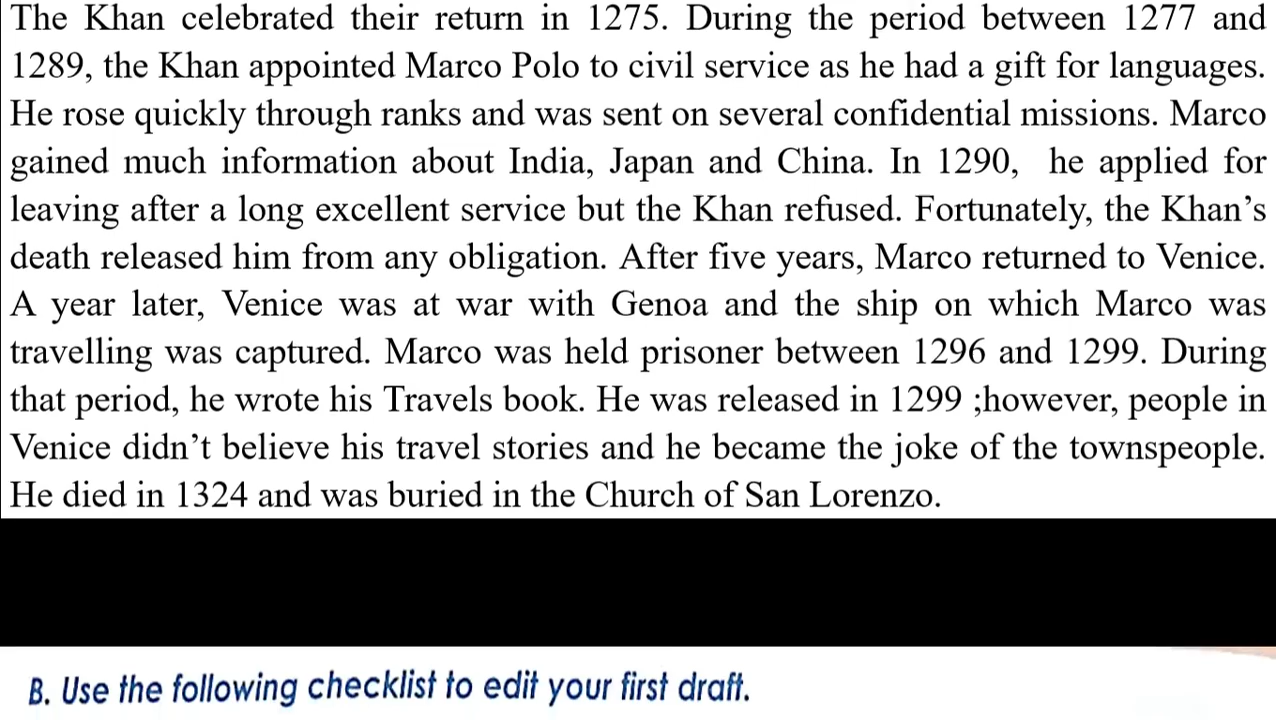 The Khan celebrated their return in 1275. During the period between 1277 and
1289, the Khan appointed Marco Polo to civil service as he had a gift for languages.
He rose quickly through ranks and was sent on several confidential missions. Marco
gained much information about India, Japan and China. In 1290,  he applied for
leaving after a long excellent service but the Khan refused. Fortunately, the Khan’s
death released him from any obligation. After five years, Marco returned to Venice.
A year later, Venice was at war with Genoa and the ship on which Marco was
travelling was captured. Marco was held prisoner between 1296 and 1299. During
that period, he wrote his Travels book. He was released in 1299 ;however, people in
Venice didn’t believe his travel stories and he became the joke of the townspeople.
He died in 1324 and was buried in the Church of San Lorenzo.
B. Use the following checklist to edit your first draft.